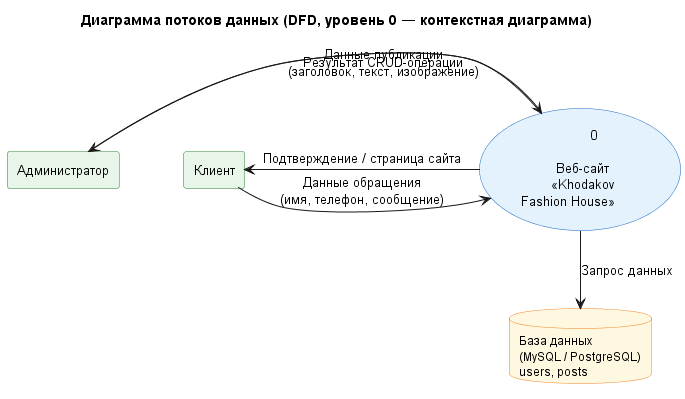 Диаграмма потоков данных (DFD, уровень 0 — контекстная диаграмма)
Данные публикации
(заголовок, текст, изображение)
Результат CRUD-операции
Администратор
Клиент
Подтверждение / страница сайта
Данные обращения
(имя, телефон, сообщение)
0
Веб-сайт
«Khodakov
Fashion House»
Запрос данных
База данных
(MySQL / PostgreSQL)
users, posts